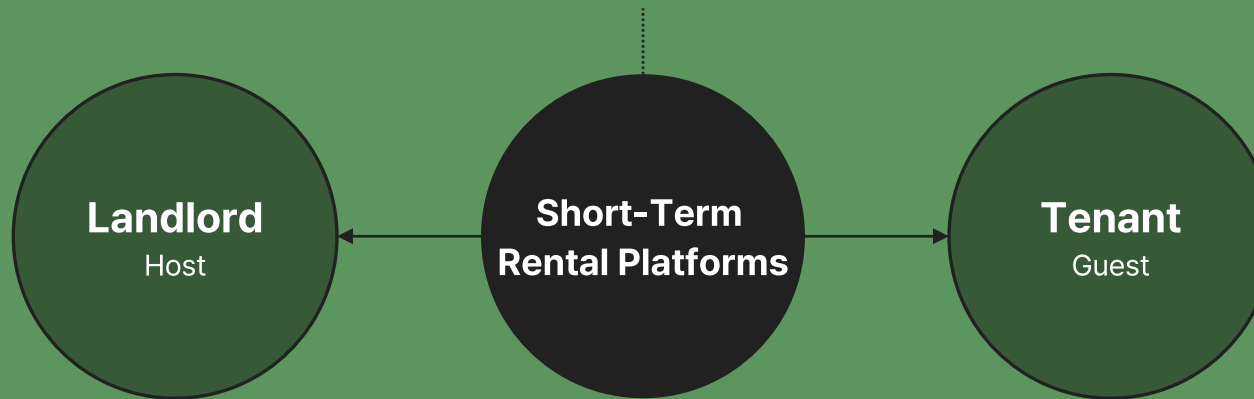 Landlord
Host
Short-Term
Rental Platforms
Tenant
Guest